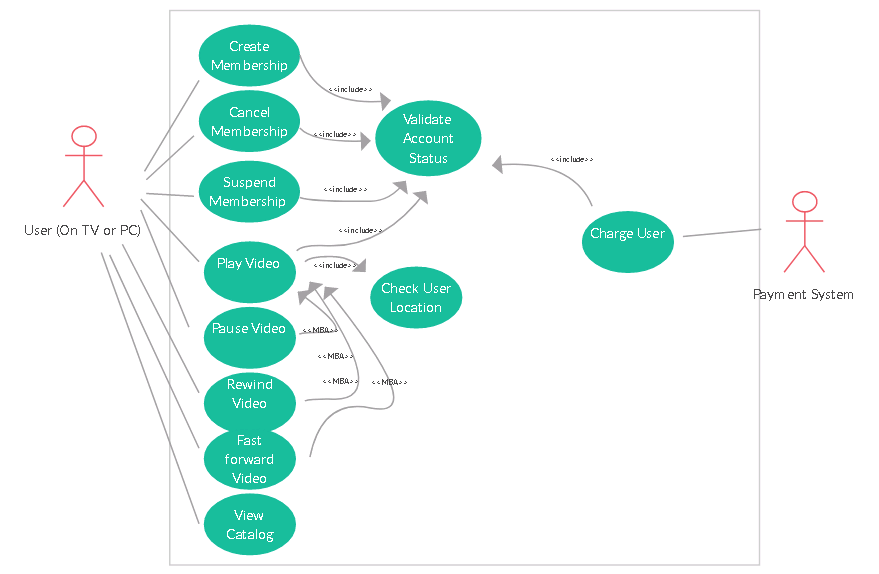 Create
Membership
<<include>>
Cancel
Membership
<<include>>
Validate
Account
Status
<<include>>
Suspend
Membership
<<include>>
User (On TV or PC)
<<include>>
Charge User
Play Video
<<include>>
Check User
Location
Payment System
Pause Video
<<MBA>>
<<MBA>>
Rewind
Video
<<MBA>>
<<MBA>>
Fast
forward
Video
View
Catalog